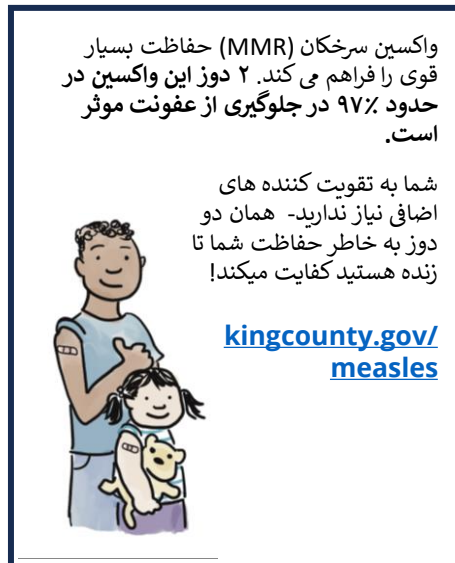 واکسین سرخکان (MMR) حفاظت بسیار
قوی را فراهم می کند. ۲ دوز این واکسین در
حدود ۹۷٪ در جلوگیری از عفونت موثر
است.
شما به تقویت کننده های
اضافی نیاز ندارید- همان دو
دوز به خاطر حفاظت شما تا
زنده هستید کفایت میکند!
kingcounty.gov/
measles